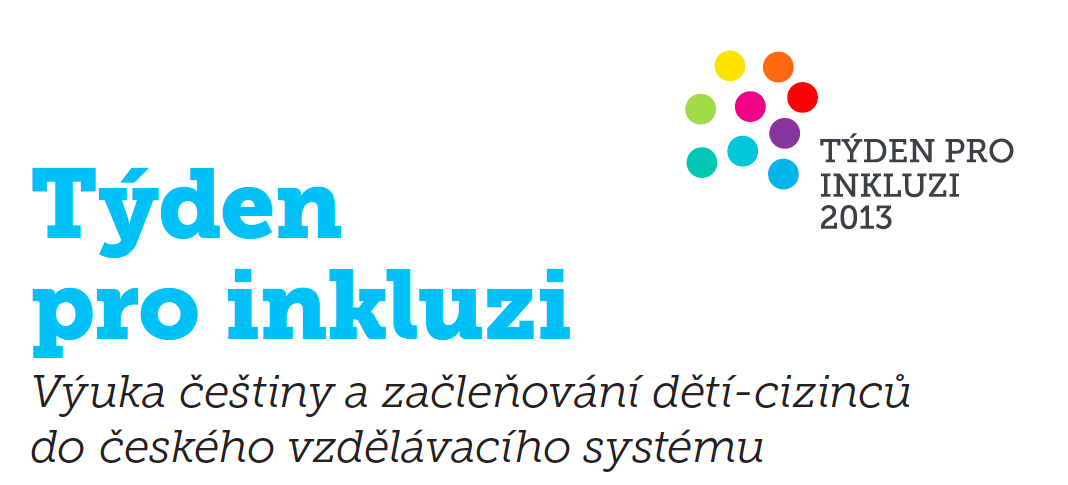 TÝDEN PRO
INKLUZI
2013
Týden
pro inkluzi
Výuka češtiny a začleňování dětí-cizinců
do českého vzdělávacího systému